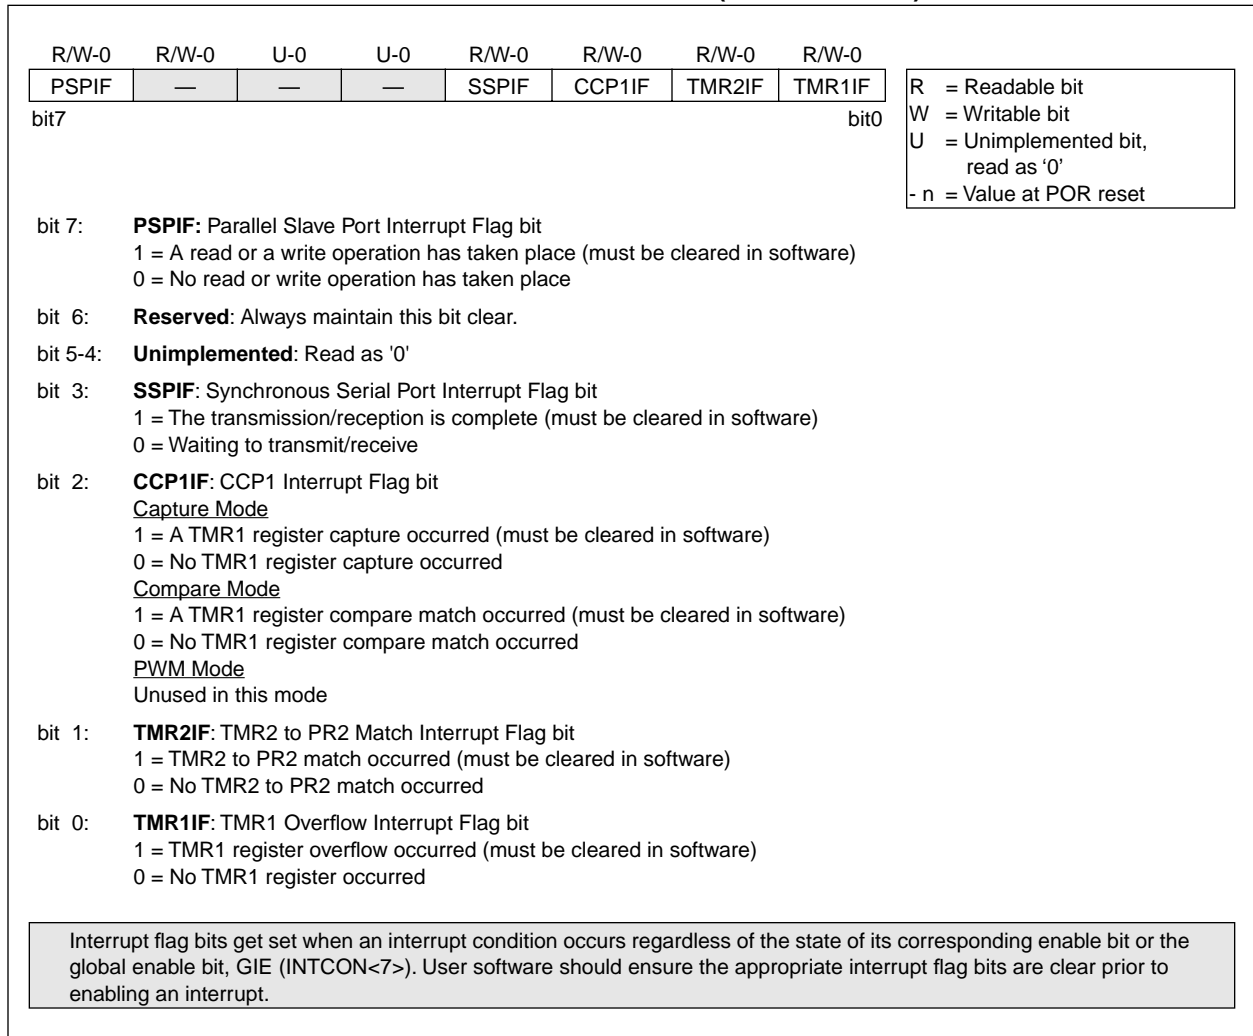 R/W-0 R/W-0 U-0 U-0 R/W-0 R/W-0 R/W-0 R/W-0
PSPIF — — — SSPIF CCP1IF TMR2IF TMR1IF
bit7 bit0
R = Readable bit
W = Writable bit
U = Unimplemented bit,
read as ‘0’
- n = Value at POR reset
bit 7: PSPIF: Parallel Slave Port Interrupt Flag bit
1 = A read or a write operation has taken place (must be cleared in software)
0 = No read or write operation has taken place
bit 6: Reserved: Always maintain this bit clear.
bit 5-4: Unimplemented: Read as '0'
bit 3: SSPIF: Synchronous Serial Port Interrupt Flag bit
1 = The transmission/reception is complete (must be cleared in software)
0 = Waiting to transmit/receive
bit 2: CCP1IF: CCP1 Interrupt Flag bit
Capture Mode
1 = A TMR1 register capture occurred (must be cleared in software)
0 = No TMR1 register capture occurred
Compare Mode
1 = A TMR1 register compare match occurred (must be cleared in software)
0 = No TMR1 register compare match occurred
PWM Mode
Unused in this mode
bit 1: TMR2IF: TMR2 to PR2 Match Interrupt Flag bit
1 = TMR2 to PR2 match occurred (must be cleared in software)
0 = No TMR2 to PR2 match occurred
bit 0: TMR1IF: TMR1 Overflow Interrupt Flag bit
1 = TMR1 register overflow occurred (must be cleared in software)
0 = No TMR1 register occurred
Interrupt flag bits get set when an interrupt condition occurs regardless of the state of its corresponding enable bit or the
global enable bit, GIE (INTCON<7>). User software should ensure the appropriate interrupt flag bits are clear prior to
enabling an interrupt.